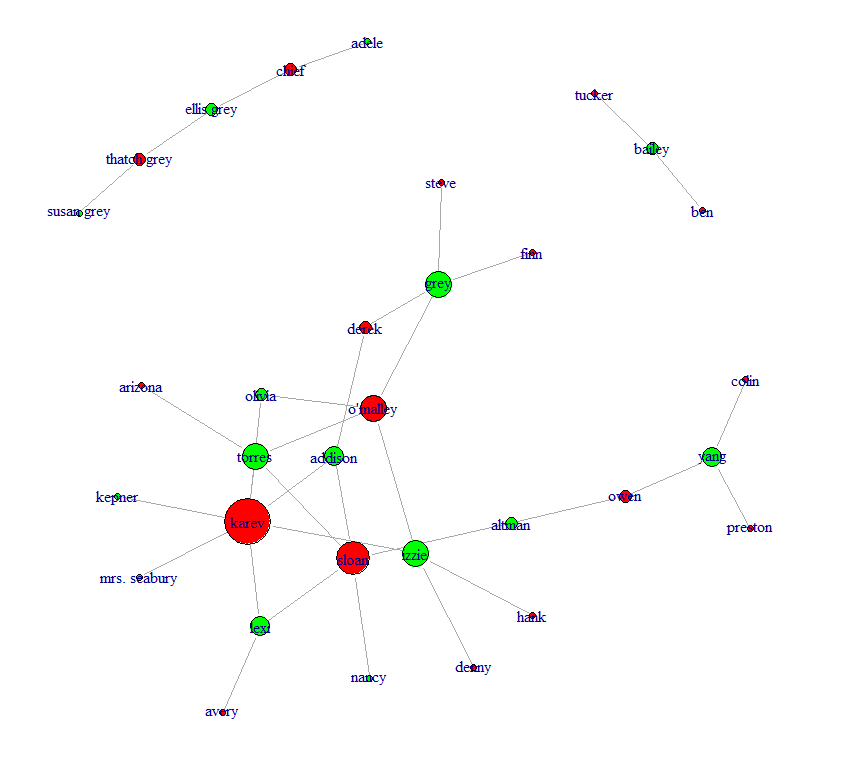 adele
chief
tucker
ellis grey
bailey
thatch grey
steve
susan grey
ben
finn
grey
derek
colin
arizona
olivia
o'malley
torres
addison
yang
kepner
owen
karev
altman
preston
sloan
izzie
mrs. seabury
hank
lexi
denny
nancy
avery